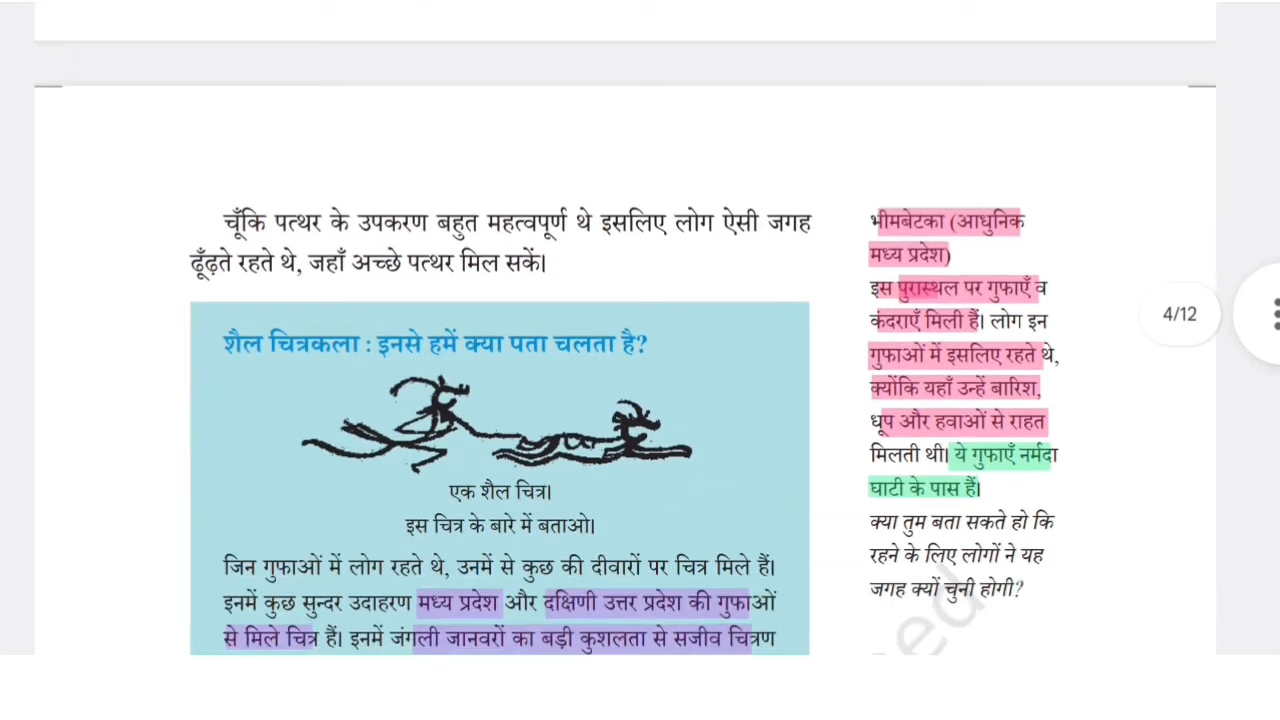 चूँकि पत्थर के उपकरण बहुत महत्वपूर्ण थे इसलिए लोग ऐसी जगह
ढूँढ़ते रहते थे, जहाँ अच्छे पत्थर मिल सकें।
शैल चित्रकला : इनसे हमें क्या पता चलता है?
एक शैल चित्र।
इस चित्र के बारे में बताओ।
जिन गुफाओं में लोग रहते थे, उनमें से कुछ की दीवारों पर चित्र मिले हैं।
इनमें कुछ सुन्दर उदाहरण मध्य प्रदेश और दक्षिणी उत्तर प्रदेश की गुफाओं
से मिले चित्र हैं। इनमें जंगली जानवरों का बड़ी कुशलता से सजीव चित्रण
भीमबेटका (आधुनिक
मध्य प्रदेश)
इस पुरास्थल पर गुफाएँ व
कंदराएँ मिली हैं। लोग इन
गुफाओं में इसलिए रहते थे,
क्योंकि यहाँ उन्हें बारिश,
धूप और हवाओं से राहत
मिलती थी। ये गुफाएँ नर्मदा
घाटी के पास हैं।
क्या तुम बता सकते हो कि
रहने के लिए लोगों ने यह
जगह क्यों चुनी होगी?
4/12